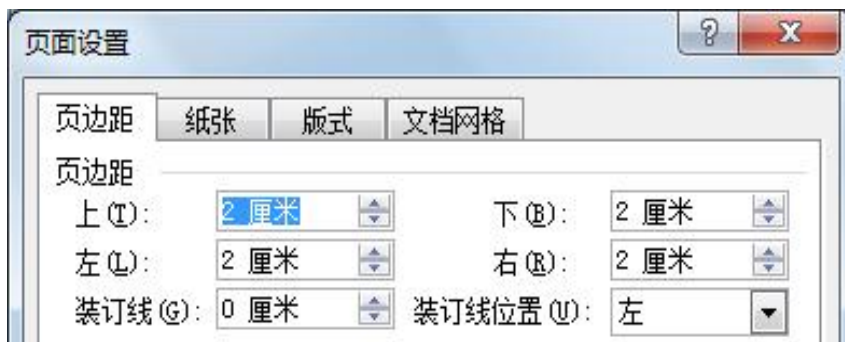 页面设置
页边距 纸张 版式 文档网格
页边距
上(T): 2 厘米 下(B): 2 厘米
左(L): 2 厘米 右(R): 2 厘米
装订线(G): 0 厘米 装订线位置(U): 左